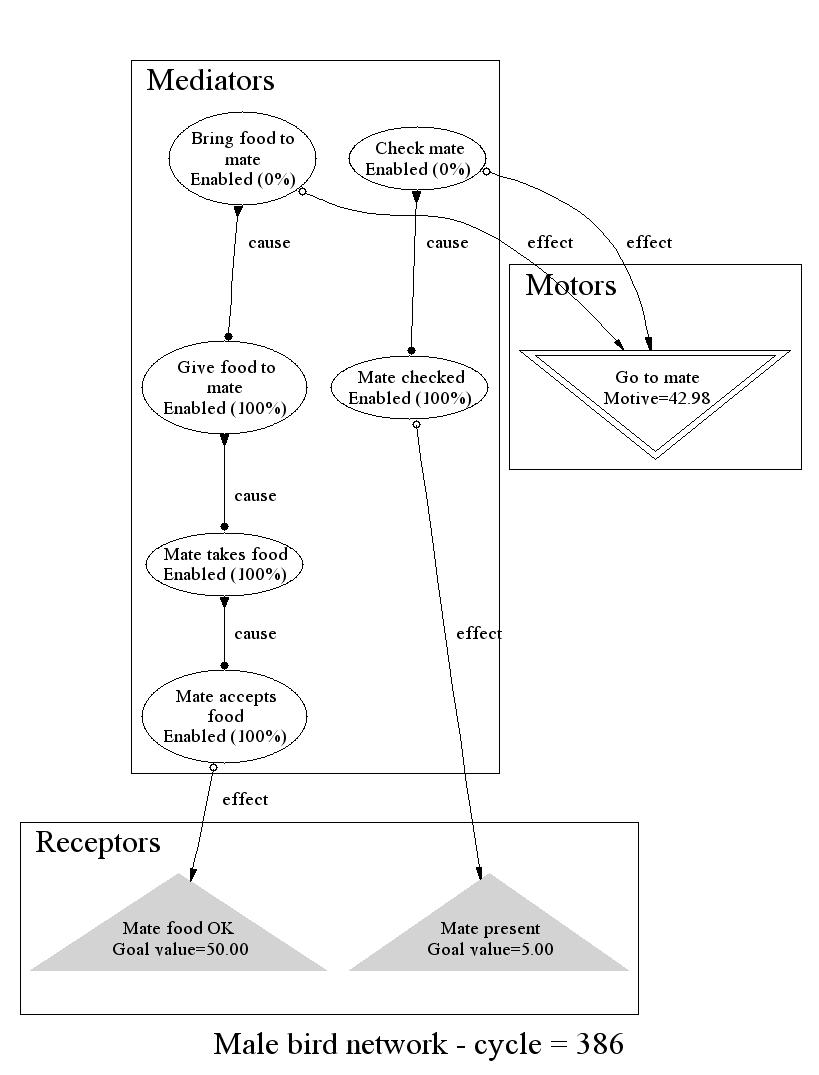 Mediators
Bring food to
mate
Enabled (0%)
Check mate
Enabled (0%)
cause
cause
effect
effect
Motors
Go to mate
Motive=42.98
Give food to
mate
Enabled (100%)
Mate checked
Enabled (100%)
cause
Mate takes food
Enabled (100%)
cause
effect
Mate accepts
food
Enabled (100%)
effect
Receptors
Mate food OK
Goal value=50.00
Mate present
Goal value=5.00
Male bird network - cycle = 386